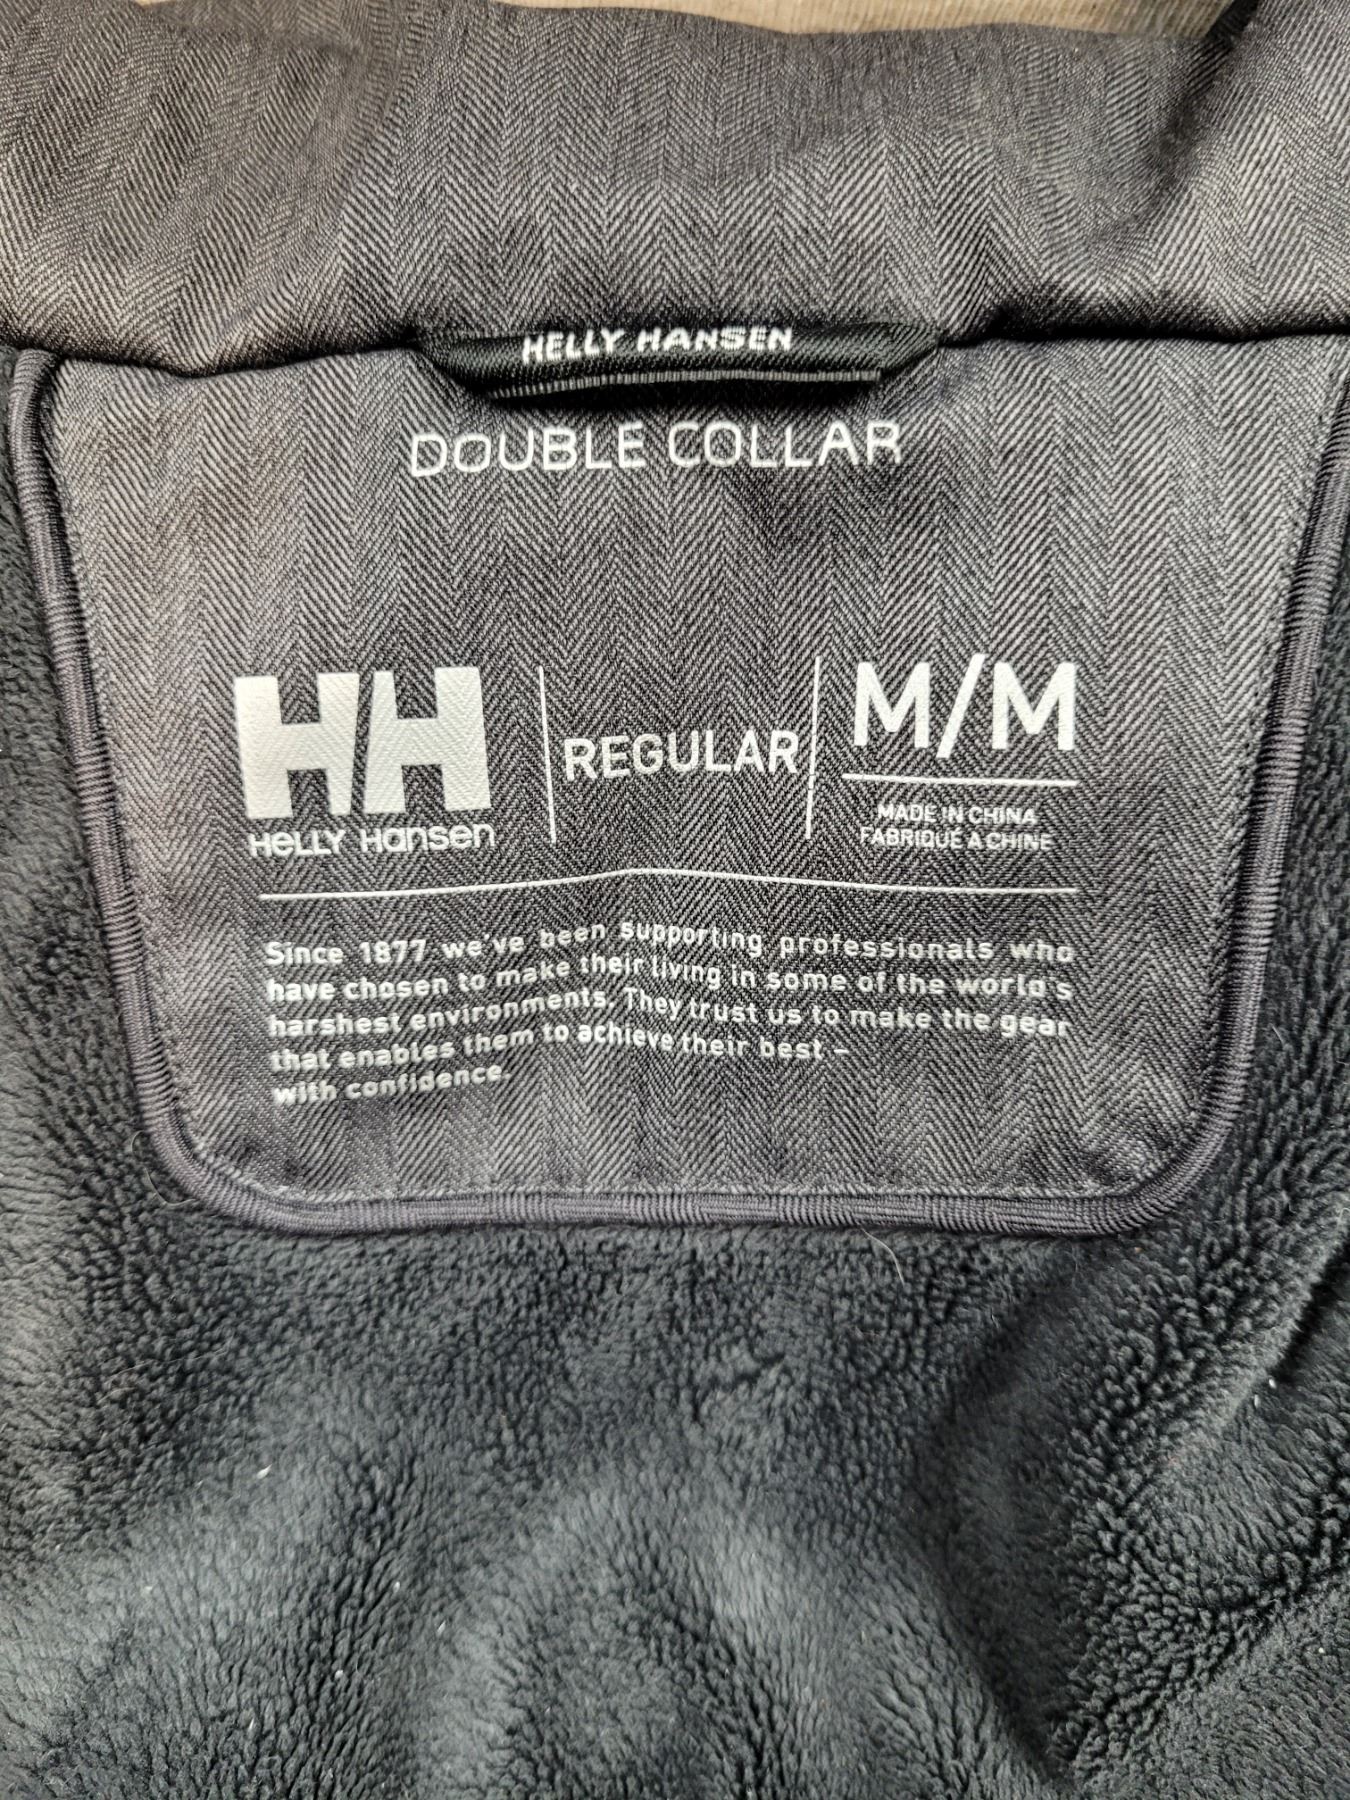 HELLY HANSEN
DOUBLE COLLAR
HH
HELLY HANSEN
REGULAR
M/M
MADE IN CHINA
FABRIQUÉ A CHINE
Since 1877 we've been supporting professionals who
have chosen to make their living in some of the world's
harshest environments. They trust us to make the gear
that enables them to achieve their best –
with confidence.